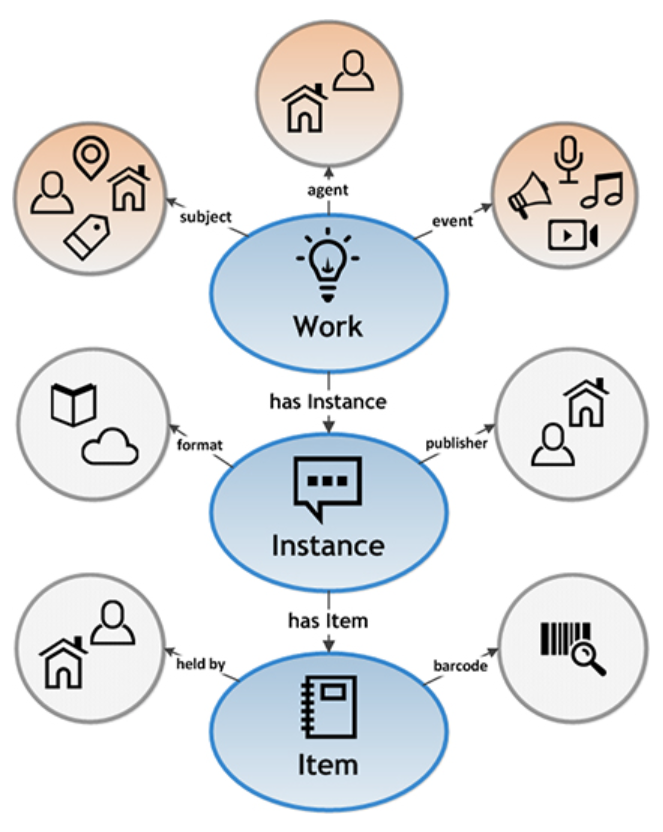 agent
subject
event
Work
has Instance
format
publisher
Instance
has Item
held by
barcode
Item